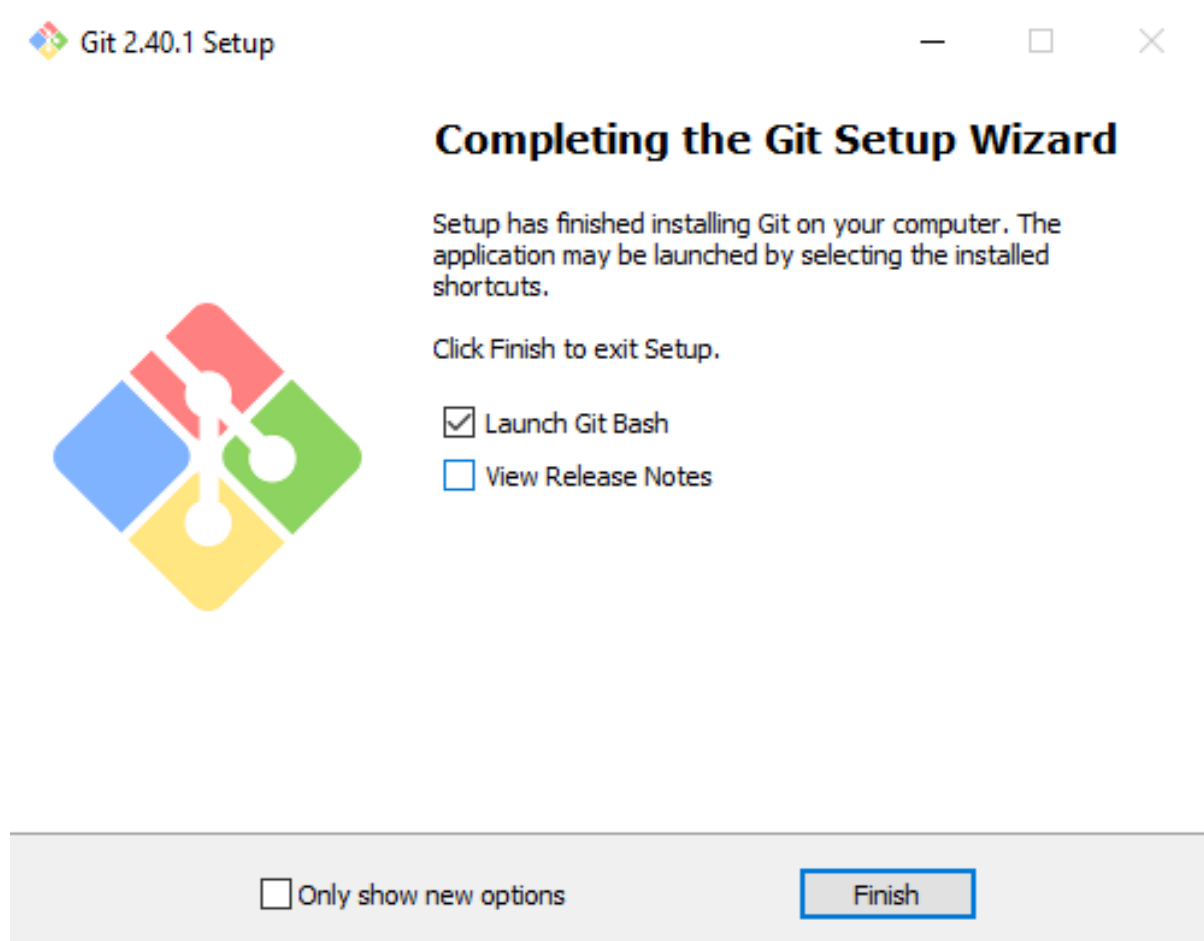 Git 2.40.1 Setup
Completing the Git Setup Wizard
Setup has finished installing Git on your computer. The
application may be launched by selecting the installed
shortcuts.
Click Finish to exit Setup.
Launch Git Bash
View Release Notes
Only show new options
Finish